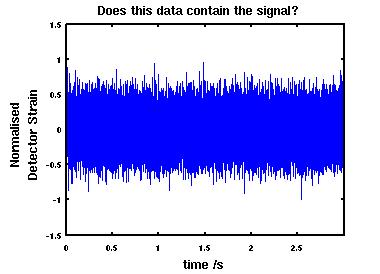 Does this data contain the signal?
1.5
1
0.5
0
-0.5
-1
-1.5
Normalised
Detector Strain
0 0.5 1 1.5 2 2.5
time /s